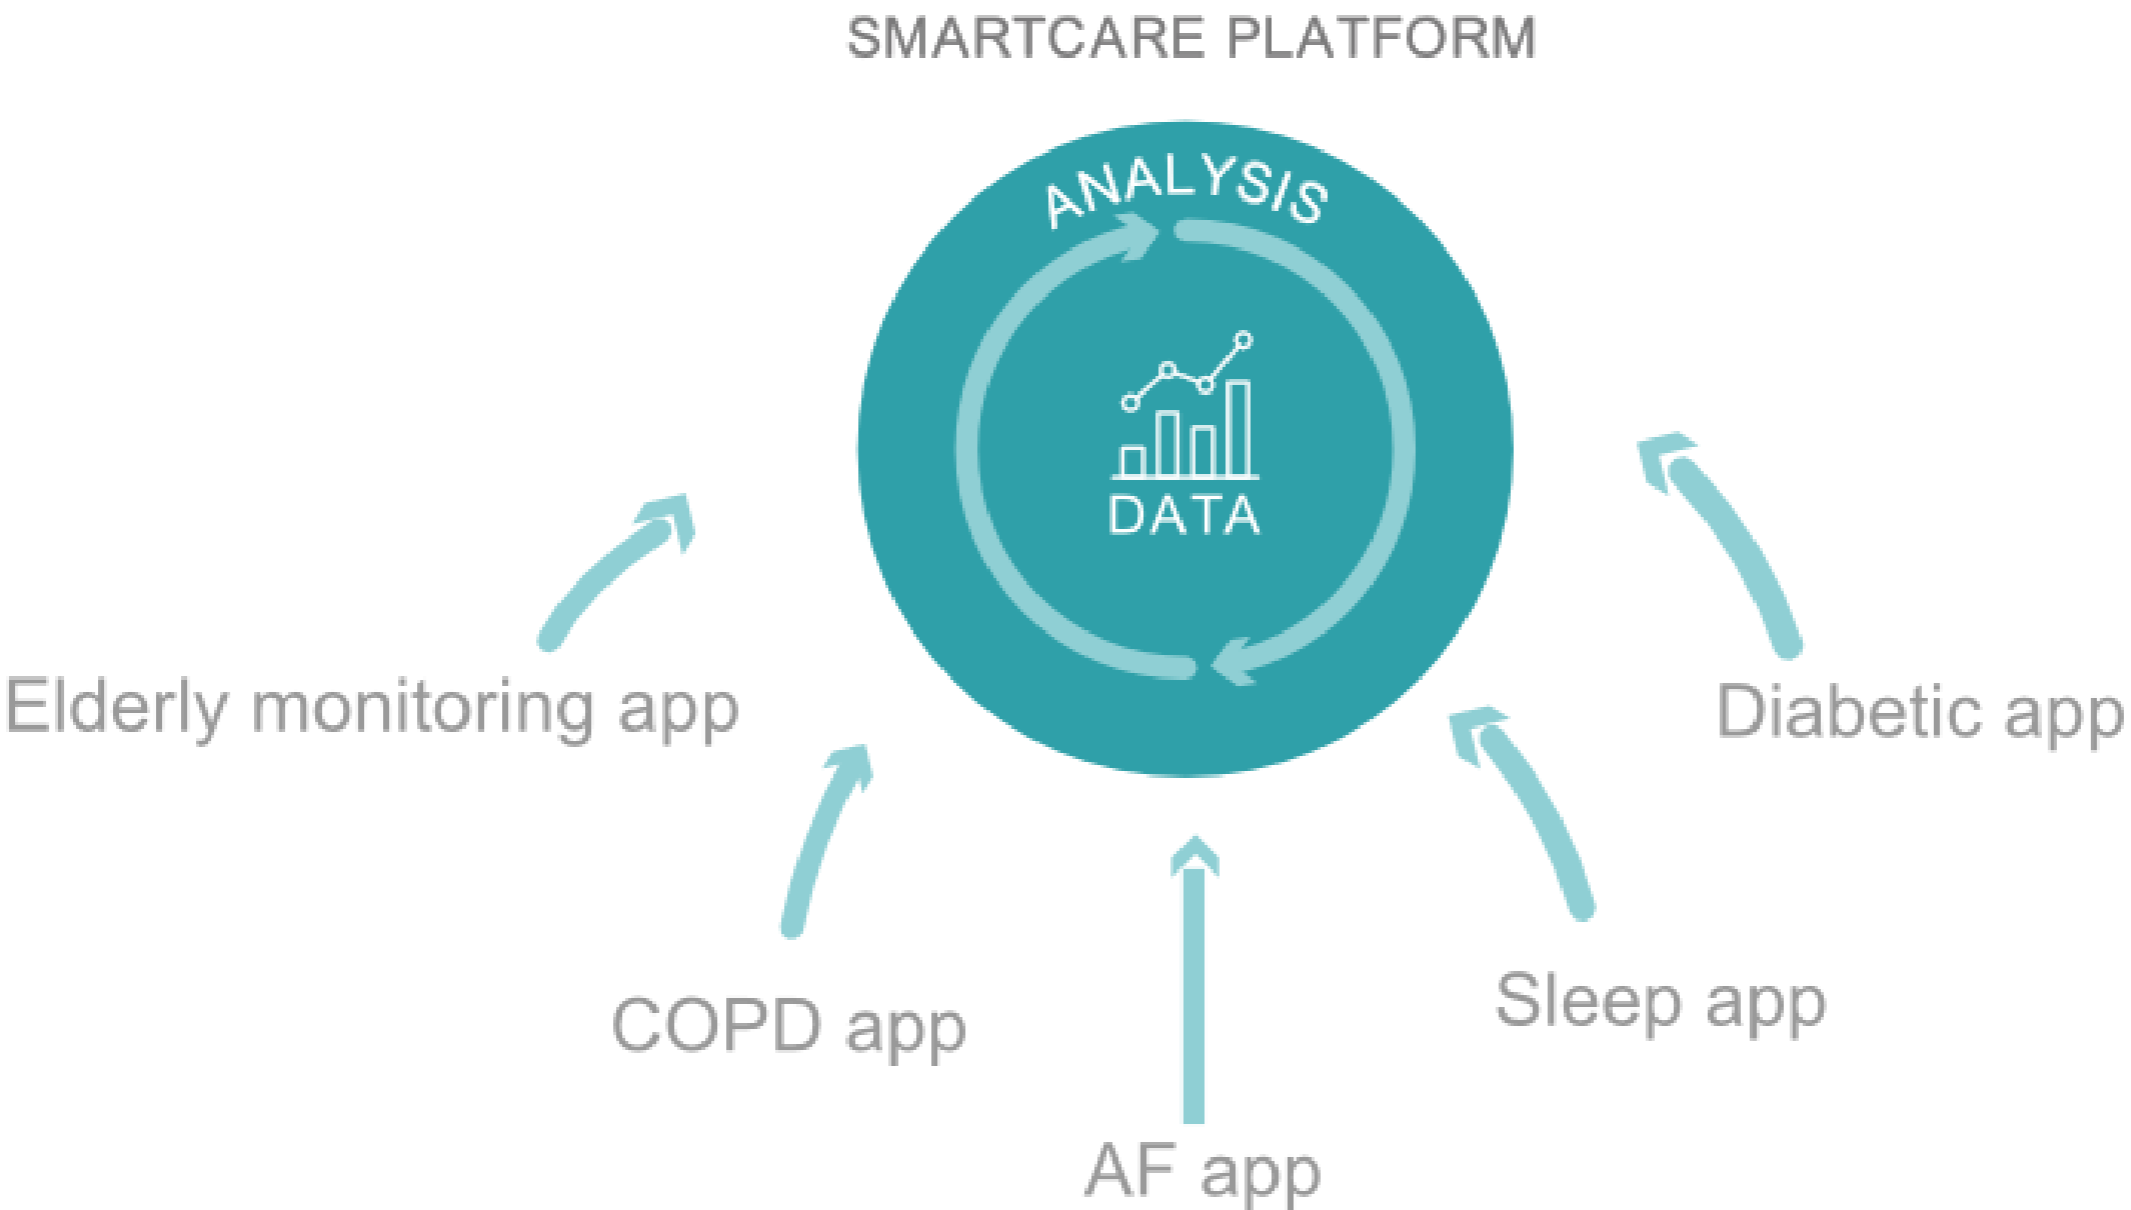 SMARTCARE PLATFORM
ANALYSIS
DATA
Elderly monitoring app
Diabetic app
COPD app
Sleep app
AF app